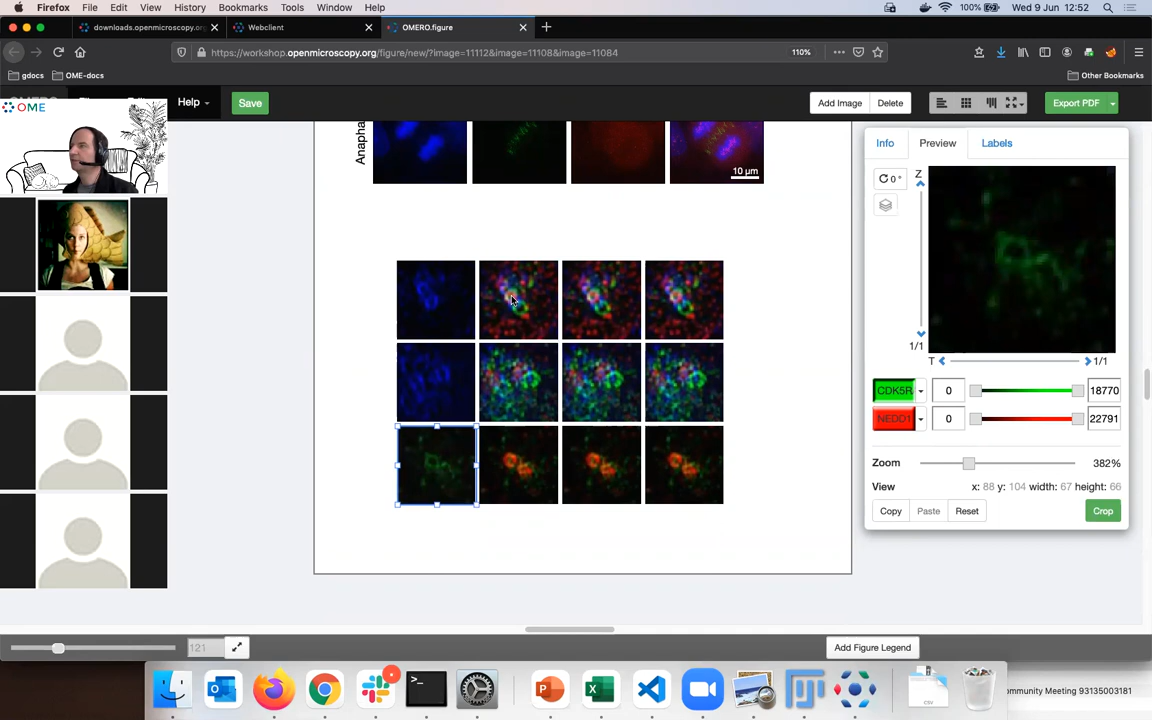 Firefox File Edit View History Bookmarks Tools Window Help 100% Wed 9 Jun 12:52
downloads.openmicroscopy.org Webclient OMERO.figure
https://workshop.openmicroscopy.org/figure/new/?image=11112&image=11108&image=11084 110%
gdocs OME-docs Other Bookmarks
OME
Help Save Add Image Delete Export PDF
Anapha
10 µm
Info Preview Labels
0° Z
1/1
T 1/1
CDK5R 0 18770
NEDD1 0 22791
Zoom 382%
View x: 88 y: 104 width: 67 height: 66
Copy Paste Reset Crop
121 Add Figure Legend
ommunity Meeting 93135003181
CSV